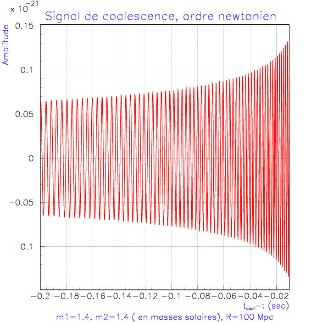 x 10⁻²¹
Signal de coalescence, ordre newtonien
Amplitude
0.15
0.1
0.05
0
−0.05
0.1
−0.2 −0.18 −0.16 −0.14 −0.12 −0.1 −0.08 −0.06 −0.04 −0.02
(sec)
m1=1.4, m2=1.4 ( en masses solaires), R=100 Mpc